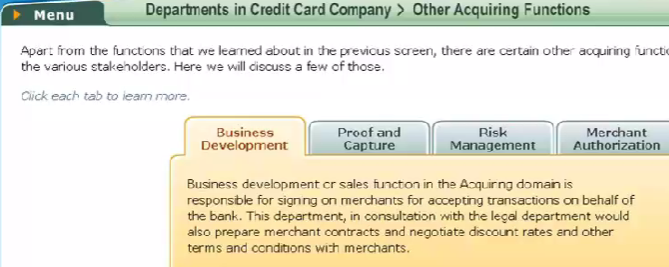 Menu
Departments in Credit Card Company > Other Acquiring Functions
Apart from the functions that we learned about in the previous screen, there are certain other acquiring
the various stakeholders. Here we will discuss a few of those.
Click each tab to learn more.
Business Development
Proof and Capture
Risk Management
Merchant Authorization
Business development or sales function in the Acquiring domain is
responsible for signing on merchants for accepting transactions on behalf of
the bank. This department, in consultation with the legal department would
also prepare merchant contracts and negotiate discount rates and other
terms and conditions with merchants.